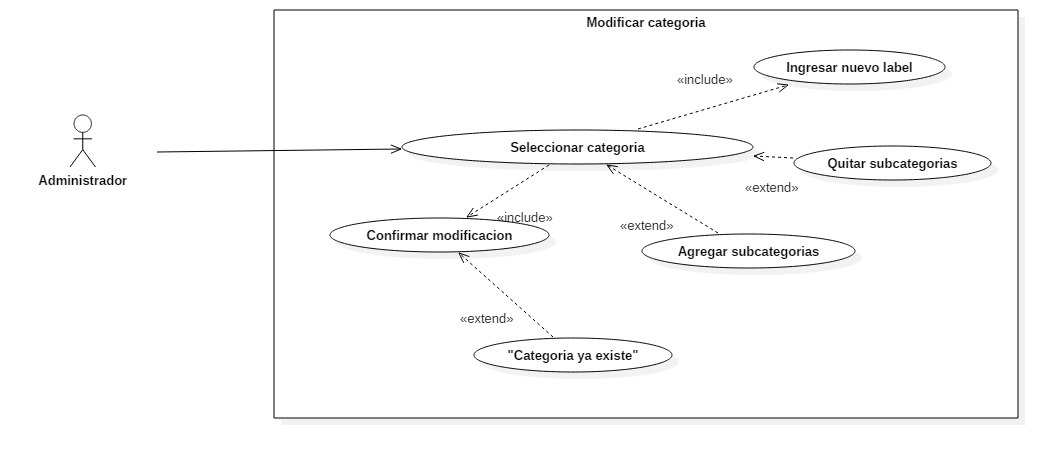 Modificar categoria
Ingresar nuevo label
«include»
Seleccionar categoria
Quitar subcategorias
«extend»
Administrador
«include»
Confirmar modificacion
«extend»
Agregar subcategorias
«extend»
"Categoria ya existe"